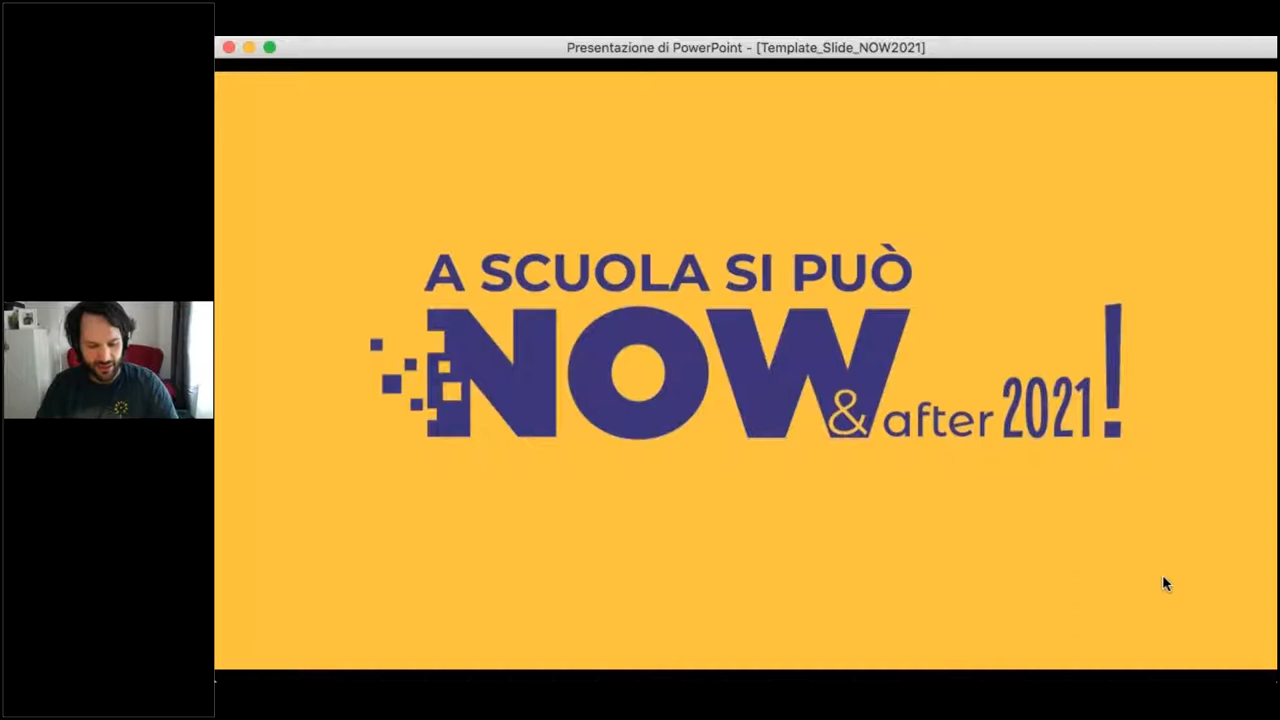 Presentazione di PowerPoint - [Template_Slide_NOW2021]
A SCUOLA SI PUÒ
NOW & after 2021!